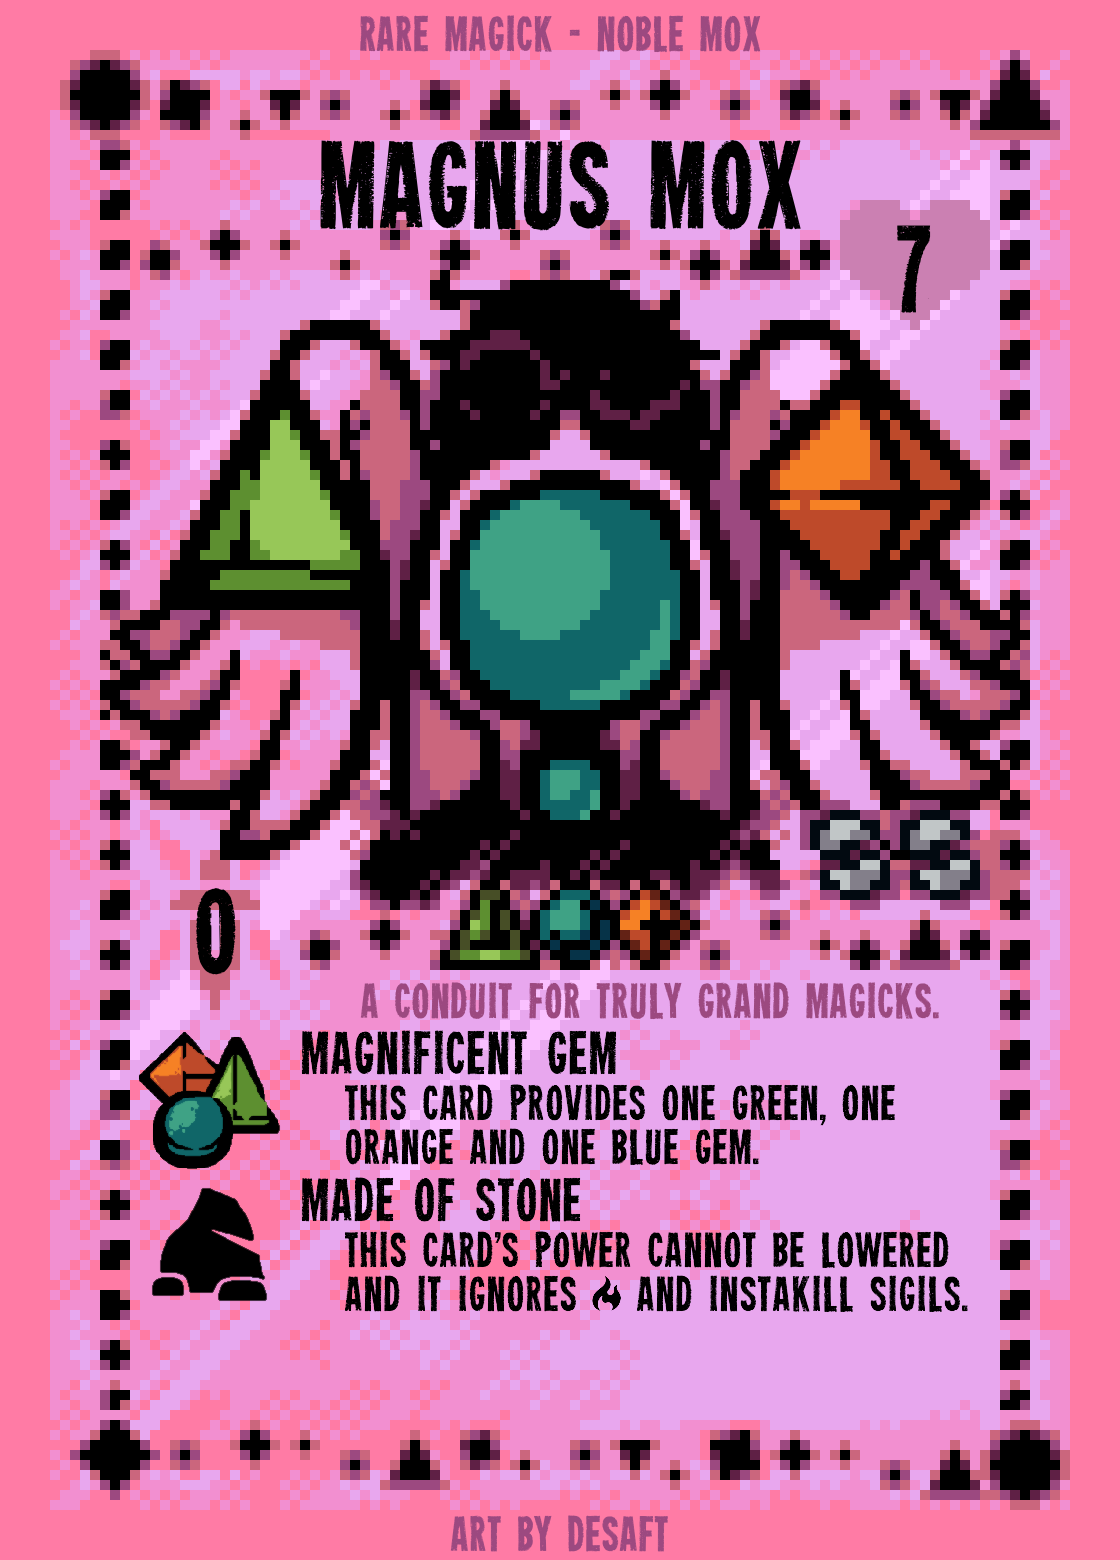 RARE MAGICK - NOBLE MOX
MAGNUS MOX
7
0
A CONDUIT FOR TRULY GRAND MAGICKS.
MAGNIFICENT GEM
THIS CARD PROVIDES ONE GREEN, ONE
ORANGE AND ONE BLUE GEM.
MADE OF STONE
THIS CARD'S POWER CANNOT BE LOWERED
AND IT IGNORES AND INSTAKILL SIGILS.
ART BY DESAFT